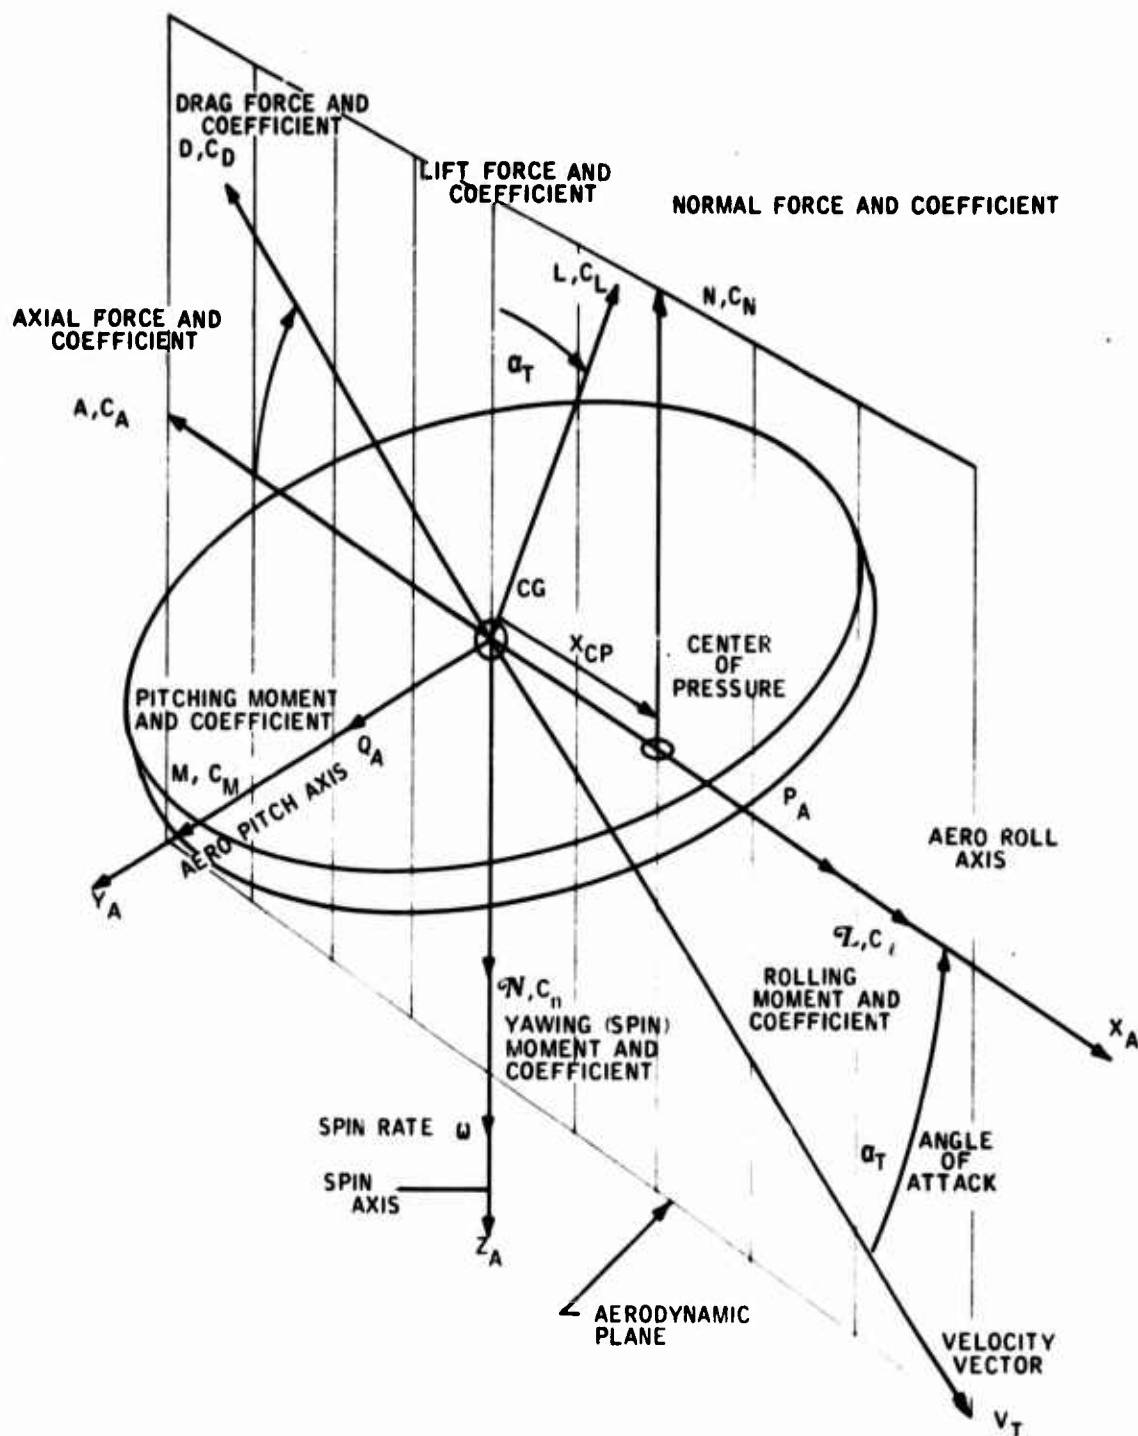 DRAG FORCE AND
COEFFICIENT
D,C_D
LIFT FORCE AND
COEFFICIENT
NORMAL FORCE AND COEFFICIENT
L,C_L
N,C_N
AXIAL FORCE AND
COEFFICIENT
α_T
A,C_A
CG
X_CP
CENTER
OF
PRESSURE
PITCHING MOMENT
AND COEFFICIENT
Q_A
M, C_M
AERO PITCH AXIS
P_A
AERO ROLL
AXIS
Y_A
ℒ,C_l
𝒩,C_n
ROLLING
MOMENT AND
COEFFICIENT
YAWING (SPIN)
MOMENT AND
COEFFICIENT
X_A
SPIN RATE ω
α_T
ANGLE
OF
ATTACK
SPIN
AXIS
Z_A
AERODYNAMIC
PLANE
VELOCITY
VECTOR
V_T